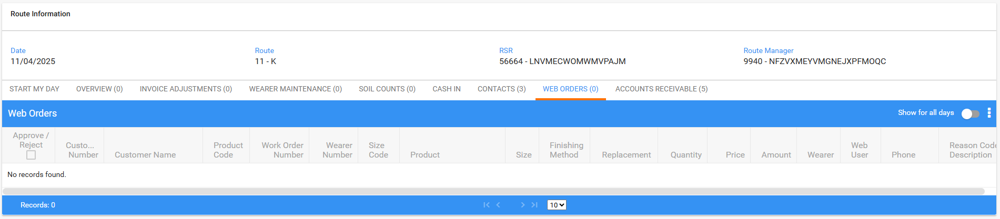 Route Information
Date
11/04/2025
Route
11 - K
RSR
56664 - LNVMECWOMWMVPAJM
Route Manager
9940 - NFZVXMEYVMGNEJXPFMOQC
START MY DAY OVERVIEW (0) INVOICE ADJUSTMENTS (0) WEARER MAINTENANCE (0) SOIL COUNTS (0) CASH IN CONTACTS (3) WEB ORDERS (0) ACCOUNTS RECEIVABLE (5)
Web Orders
Show for all days
Approve /
Reject
Custo...
Number
Customer Name
Product
Code
Work Order
Number
Wearer
Number
Size
Code
Product
Size
Finishing
Method
Replacement
Quantity
Price
Amount
Wearer
Web
User
Phone
Reason Code
Description
No records found.
Records: 0
10